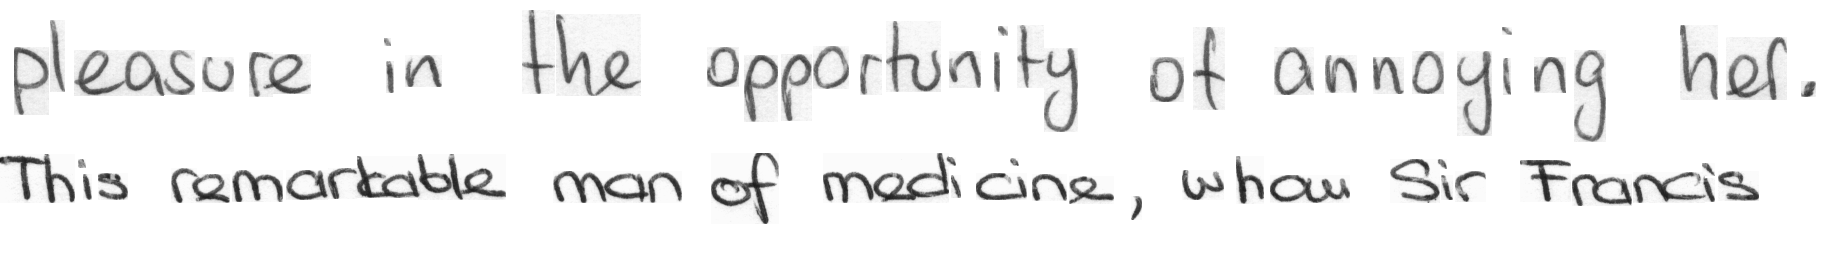 pleasure in the opportunity of annoying her.
This remarkable man of medicine, whom Sir Francis